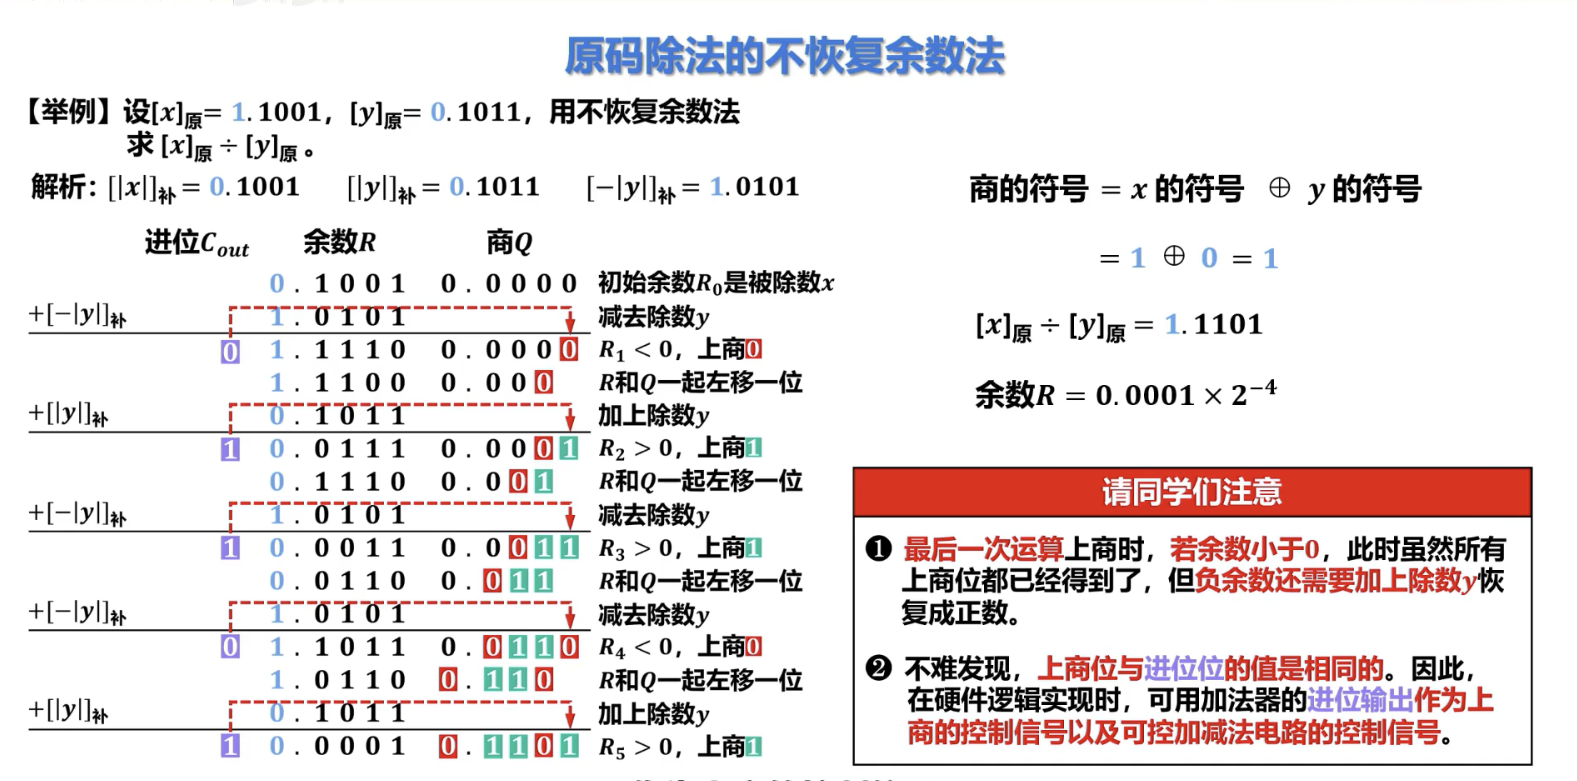 原码除法的不恢复余数法
【举例】设[x]原= 1.1001，[y]原= 0.1011，用不恢复余数法
求 [x]原 ÷ [y]原 。
解析：[|x|]补= 0.1001 [|y|]补= 0.1011 [−|y|]补= 1.0101
进位Cout 余数R 商Q
0.1001 0.0000 初始余数R0是被除数x
+[−|y|]补 1.0101 减去除数y
0 1.1110 0.0000 R1 < 0，上商0
1.1100 0.000 R和Q一起左移一位
+[|y|]补 0.1011 加上除数y
1 0.0111 0.0001 R2 > 0，上商1
0.1110 0.001 R和Q一起左移一位
+[−|y|]补 1.0101 减去除数y
1 0.0011 0.0011 R3 > 0，上商1
0.0110 0.011 R和Q一起左移一位
+[−|y|]补 1.0101 减去除数y
0 1.1011 0.0110 R4 < 0，上商0
1.0110 0.110 R和Q一起左移一位
+[|y|]补 0.1011 加上除数y
1 0.0001 0.1101 R5 > 0，上商1
商的符号 = x 的符号 ⊕ y 的符号
= 1 ⊕ 0 = 1
[x]原 ÷ [y]原 = 1.1101
余数R = 0.0001 × 2⁻⁴
请同学们注意
❶ 最后一次运算上商时，若余数小于0，此时虽然所有
上商位都已经得到了，但负余数还需要加上除数y恢
复成正数。
❷ 不难发现，上商位与进位位的值是相同的。因此，
在硬件逻辑实现时，可用加法器的进位输出作为上
商的控制信号以及可控加减法电路的控制信号。